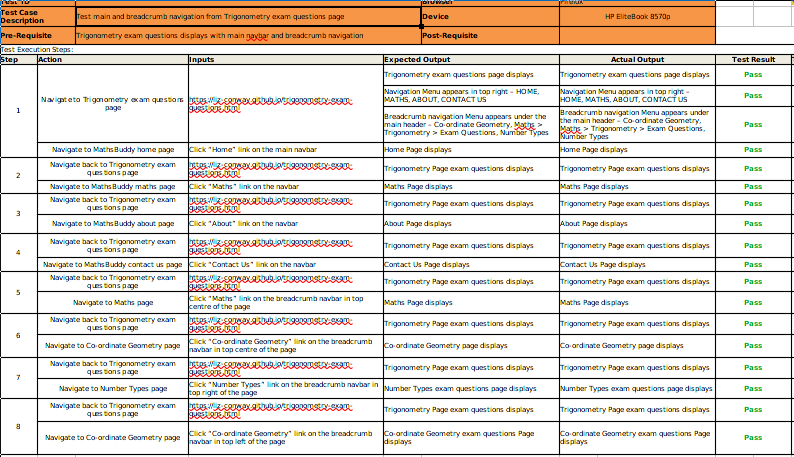 Test Case Description
Test main and breadcrumb navigation from Trigonometry exam questions page
Device
HP EliteBook 8570p
Pre-Requisite
Trigonometry exam questions displays with main navbar and breadcrumb navigation
Post-Requisite
Test Execution Steps:
Step Action Inputs Expected Output Actual Output Test Result
1
Navigate to Trigonometry exam questions page
https://liz-conway.github.io/trigonometry-exam-questions.html
Trigonometry exam questions page displays Trigonometry exam questions page displays Pass
Navigation Menu appears in top right – HOME, MATHS, ABOUT, CONTACT US
Navigation Menu appears in top right – HOME, MATHS, ABOUT, CONTACT US
Pass
Breadcrumb navigation Menu appears under the main header – Co-ordinate Geometry, Maths > Trigonometry > Exam Questions, Number Types
Breadcrumb navigation Menu appears under the main header – Co-ordinate Geometry, Maths > Trigonometry > Exam Questions, Number Types
Pass
Navigate to MathsBuddy home page Click "Home" link on the main navbar Home Page displays Home Page displays Pass
2
Navigate back to Trigonometry exam questions page
https://liz-conway.github.io/trigonometry-exam-questions.html
Trigonometry Page exam questions displays Trigonometry Page exam questions displays Pass
Navigate to MathsBuddy maths page Click "Maths" link on the navbar Maths Page displays Maths Page displays Pass
3
Navigate back to Trigonometry exam questions page
https://liz-conway.github.io/trigonometry-exam-questions.html
Trigonometry Page exam questions displays Trigonometry Page exam questions displays Pass
Navigate to MathsBuddy about page Click "About" link on the navbar About Page displays About Page displays Pass
4
Navigate back to Trigonometry exam questions page
https://liz-conway.github.io/trigonometry-exam-questions.html
Trigonometry Page exam questions displays Trigonometry Page exam questions displays Pass
Navigate to MathsBuddy contact us page Click "Contact Us" link on the navbar Contact Us Page displays Contact Us Page displays Pass
5
Navigate back to Trigonometry exam questions page
https://liz-conway.github.io/trigonometry-exam-questions.html
Trigonometry Page exam questions displays Trigonometry Page exam questions displays Pass
Navigate to Maths page Click "Maths" link on the breadcrumb navbar in top centre of the page Maths Page displays Maths Page displays Pass
6
Navigate back to Trigonometry exam questions page
https://liz-conway.github.io/trigonometry-exam-questions.html
Trigonometry Page exam questions displays Trigonometry Page exam questions displays Pass
Navigate to Co-ordinate Geometry page Click "Co-ordinate Geometry" link on the breadcrumb navbar in top centre of the page Co-ordinate Geometry page displays Co-ordinate Geometry page displays Pass
7
Navigate back to Trigonometry exam questions page
https://liz-conway.github.io/trigonometry-exam-questions.html
Trigonometry Page exam questions displays Trigonometry Page exam questions displays Pass
Navigate to Number Types page Click "Number Types" link on the breadcrumb navbar in top right of the page Number Types exam questions page displays Number Types exam questions page displays Pass
8
Navigate back to Trigonometry exam questions page
https://liz-conway.github.io/trigonometry-exam-questions.html
Trigonometry Page exam questions displays Trigonometry Page exam questions displays Pass
Navigate to Co-ordinate Geometry page Click "Co-ordinate Geometry" link on the breadcrumb navbar in top left of the page Co-ordinate Geometry exam questions Page displays Co-ordinate Geometry exam questions page displays Pass